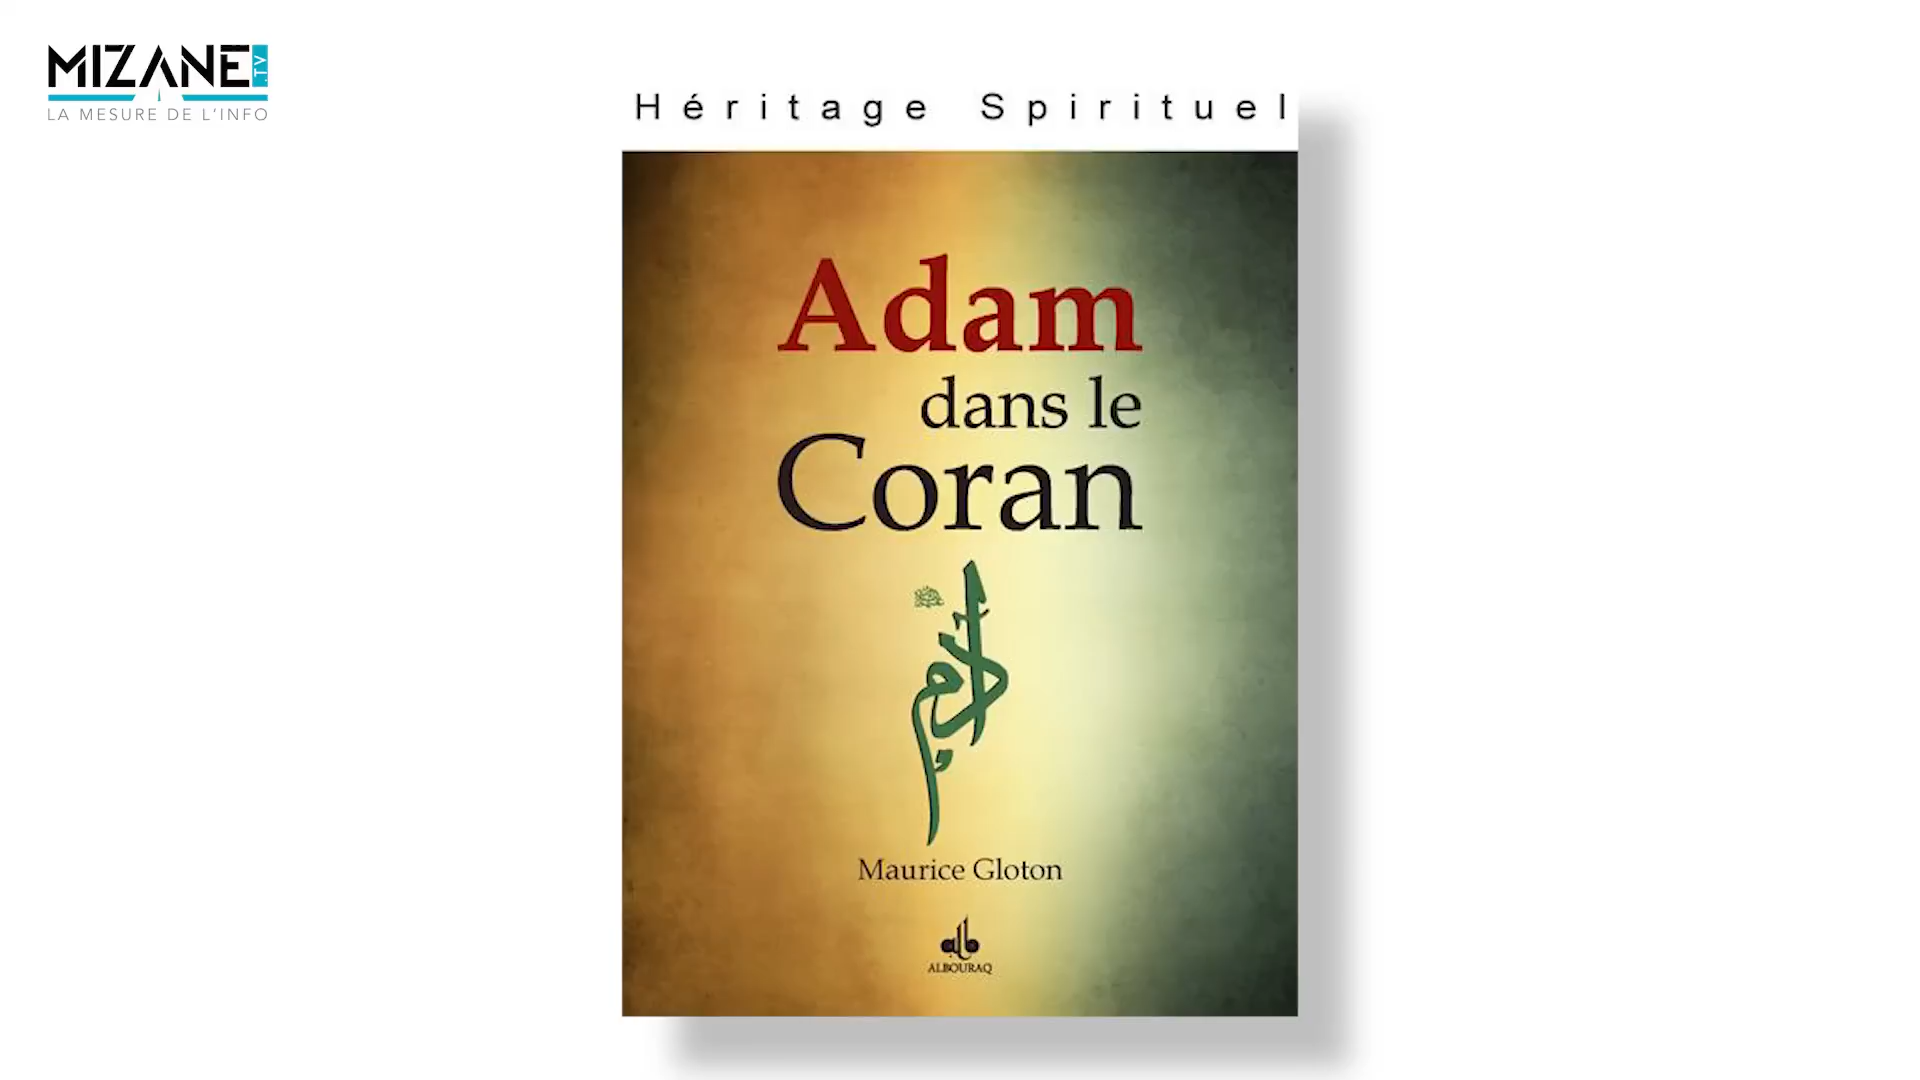 MIZANE.TV
LA MESURE DE L'INFO
Héritage Spirituel
Adam
dans le
Coran
آدم
Maurice Gloton
ALBOURAQ